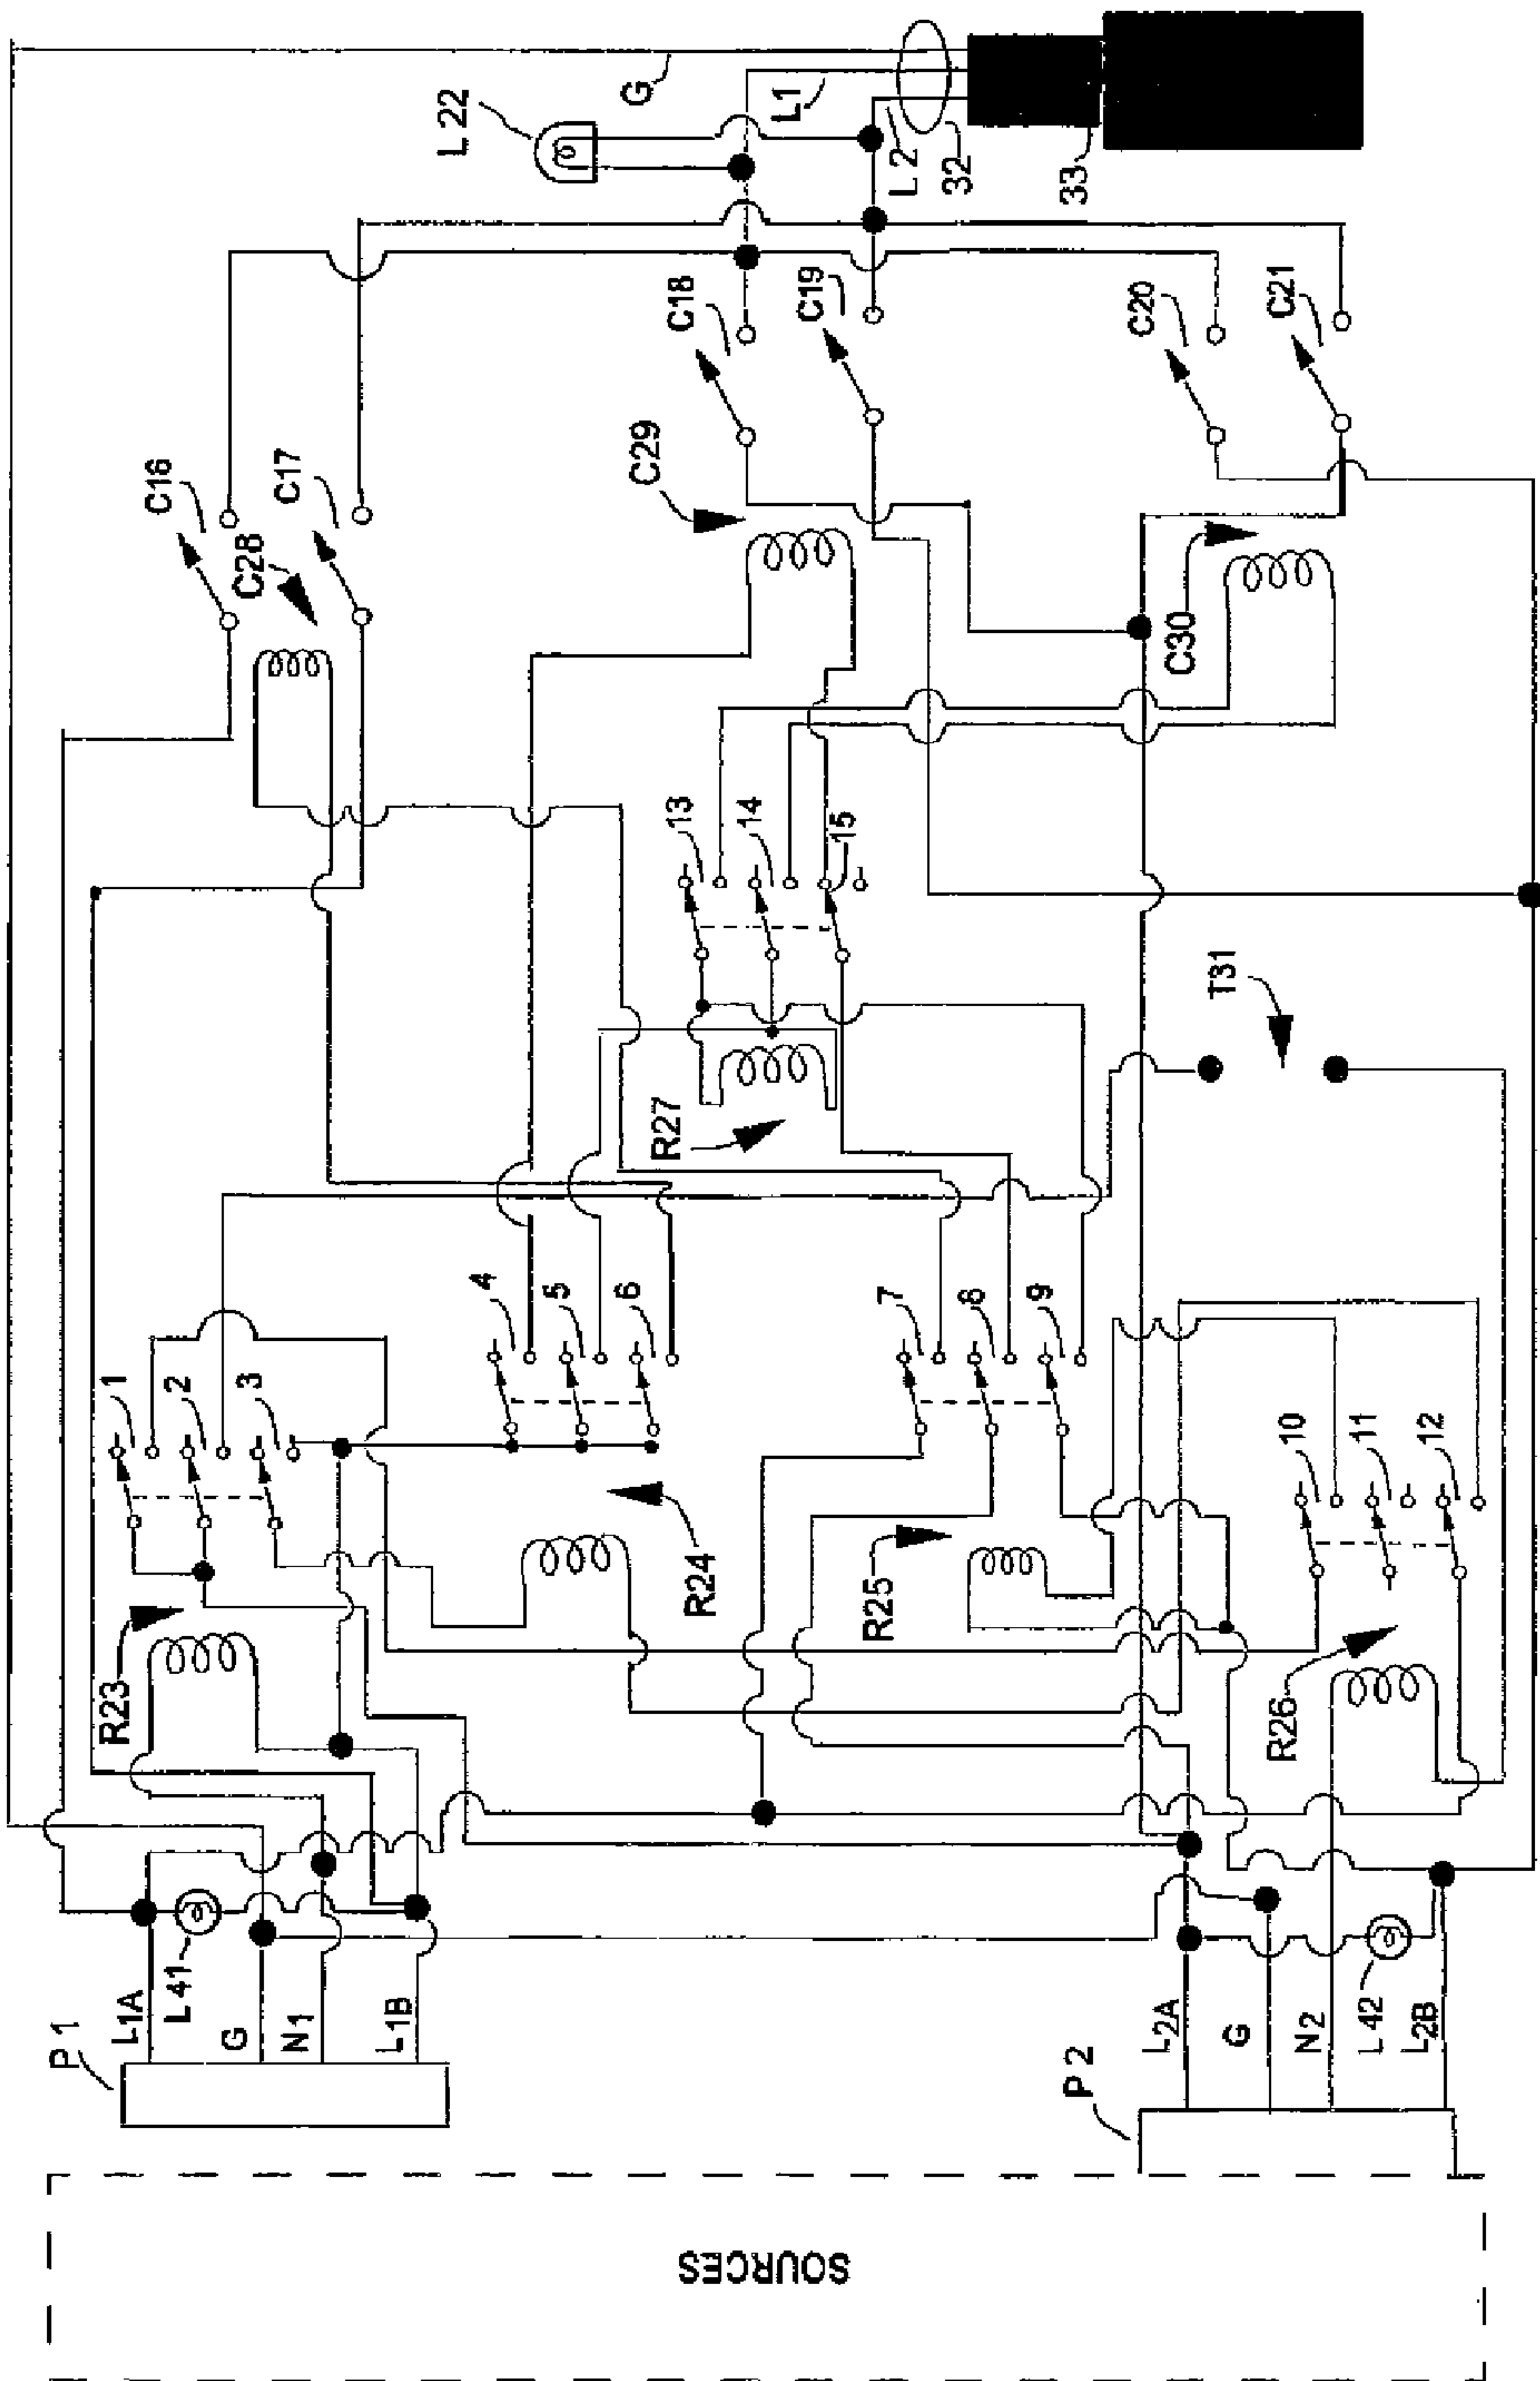 SOURCES
P 1
L1A
L 41
G
N1
L1B
P 2
L2A
G
N2
L 42
L2B
R23
R24
R25
R26
1
2
3
4
5
6
7
8
9
10
11
12
R27
13
14
15
T31
C16
C28
C17
C29
C18
C19
C30
C20
C21
L 22
G
L1
L 2
32
33